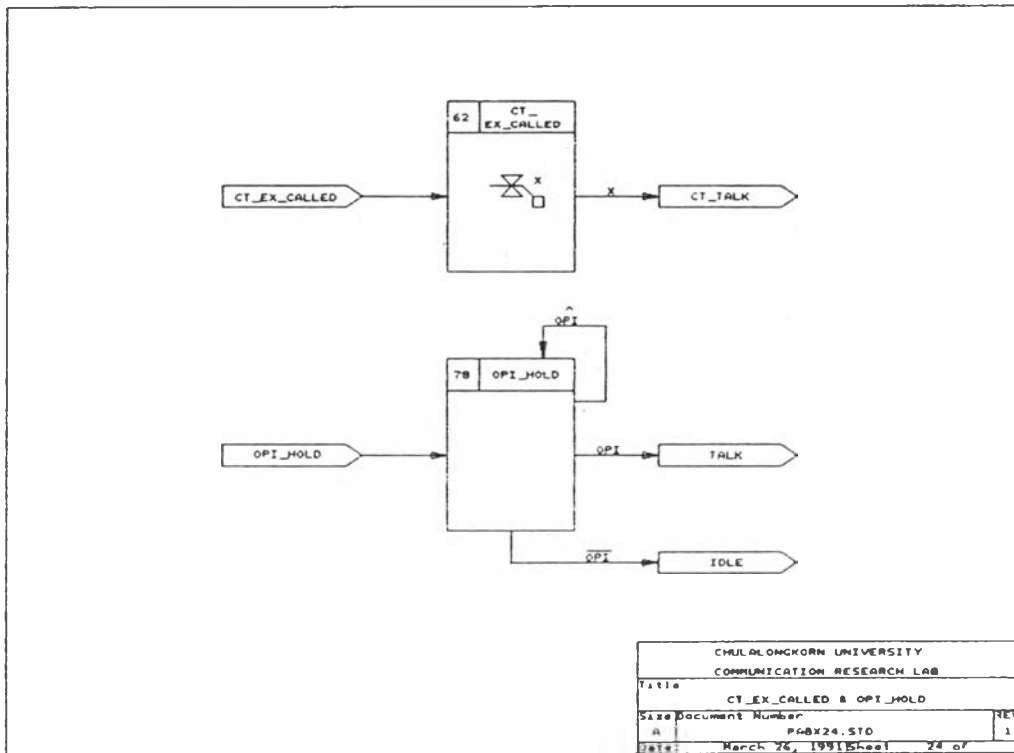 62 CT_
EX_CALLED
X
CT_EX_CALLED
X
CT_TALK
^
OPI
78 OPI_HOLD
OPI_HOLD
OPI
TALK
OPI
IDLE
CHULALONGKORN UNIVERSITY
COMMUNICATION RESEARCH LAB
Title
CT_EX_CALLED & OPI_HOLD
Size Document Number REV
A PABX24.STD 1
Date: March 26, 1991 Sheet 24 of